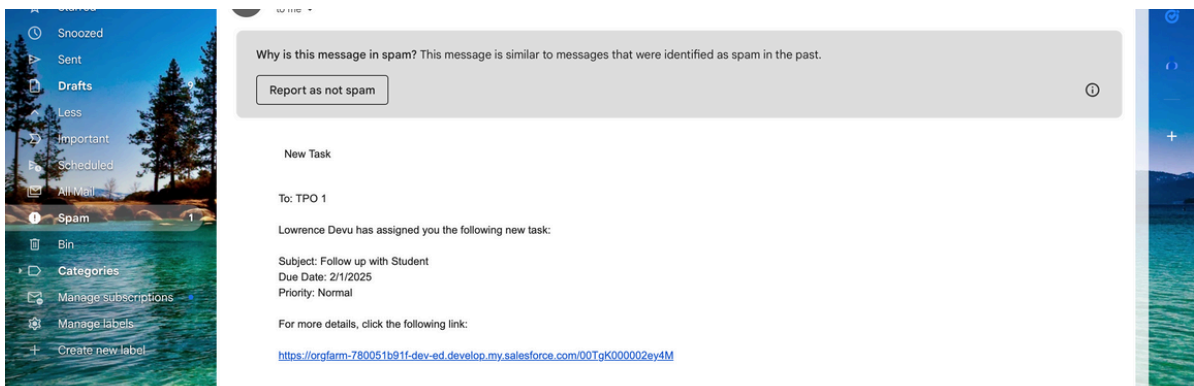 Snoozed
Sent
Drafts
Less
Important
Scheduled
All Mail
Spam 1
Bin
Categories
Manage subscriptions
Manage labels
Create new label
to me
Why is this message in spam? This message is similar to messages that were identified as spam in the past.
Report as not spam
New Task
To: TPO 1
Lowrence Devu has assigned you the following new task:
Subject: Follow up with Student
Due Date: 2/1/2025
Priority: Normal
For more details, click the following link:
https://orgfarm-780051b91f-dev-ed.develop.my.salesforce.com/00TgK000002ey4M